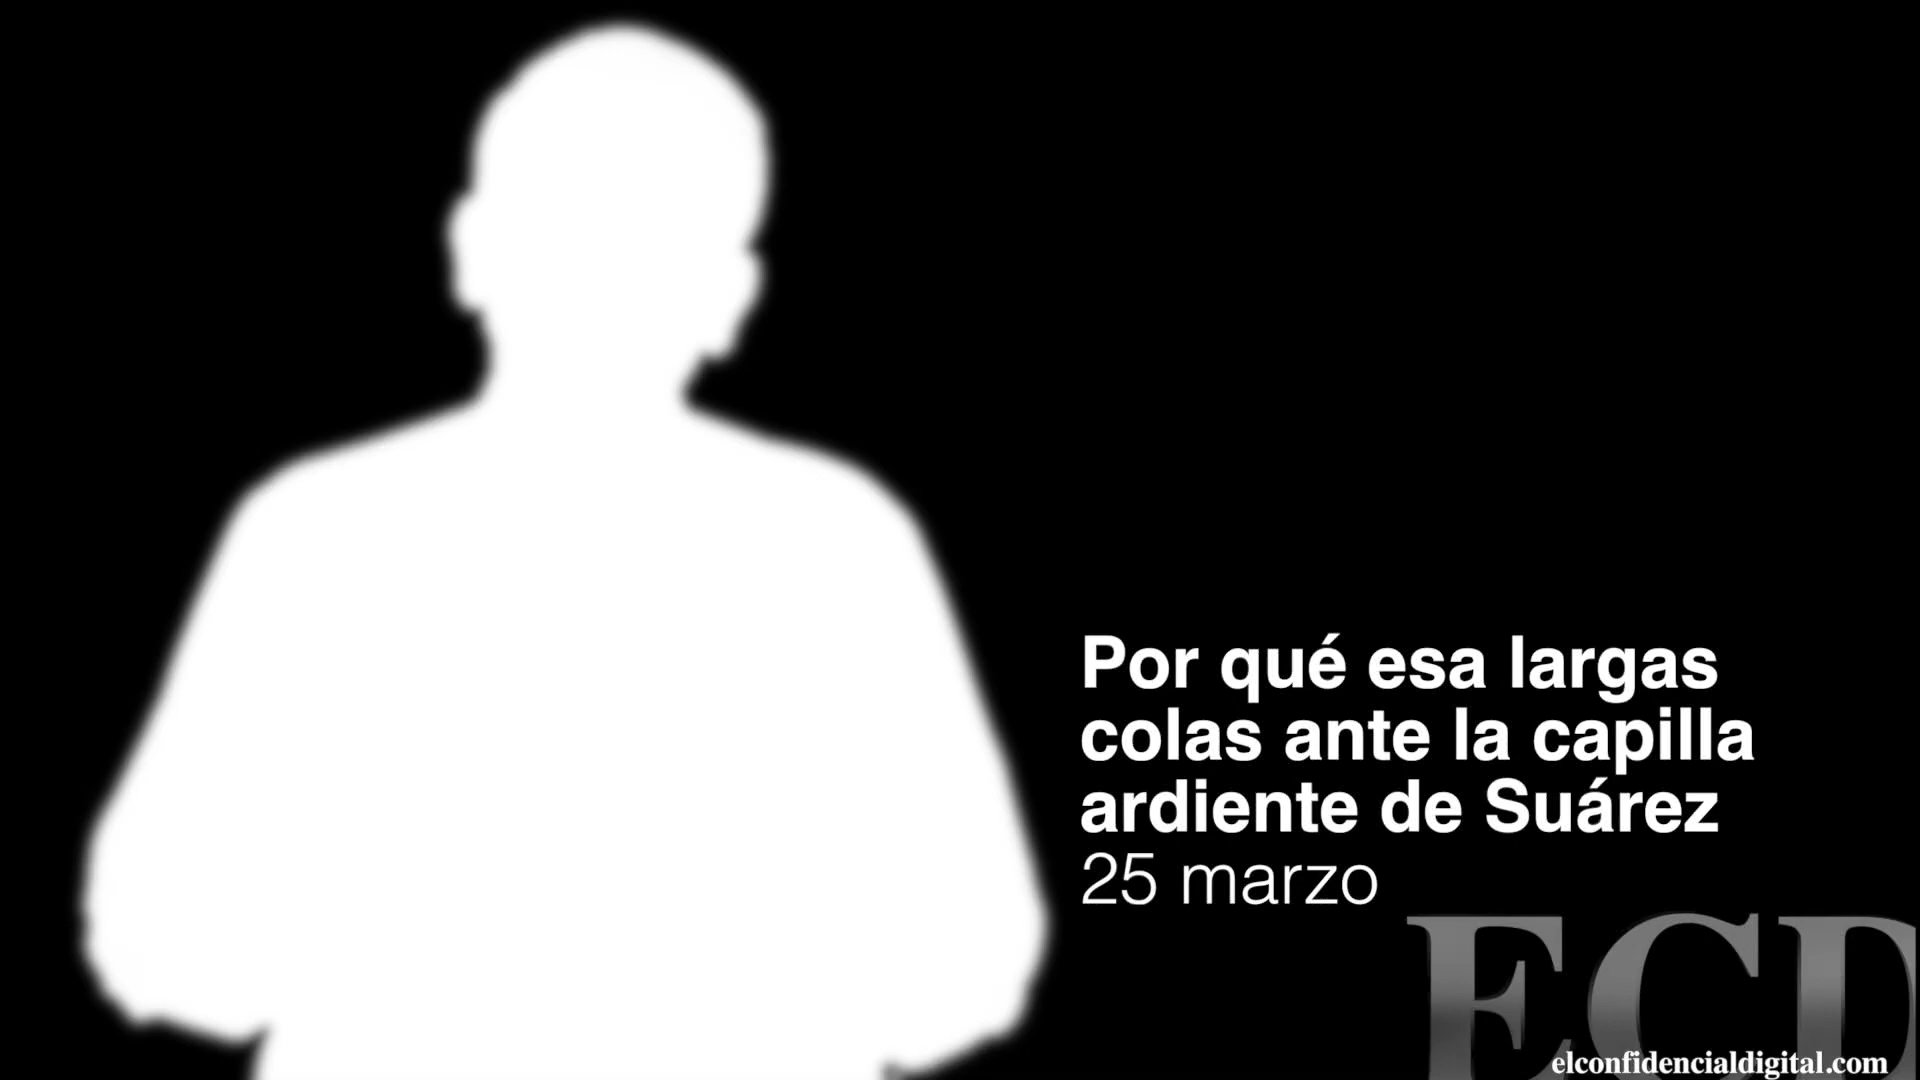 Por qué esa largas
colas ante la capilla
ardiente de Suárez
25 marzo
ECD
elconfidencialdigital.com